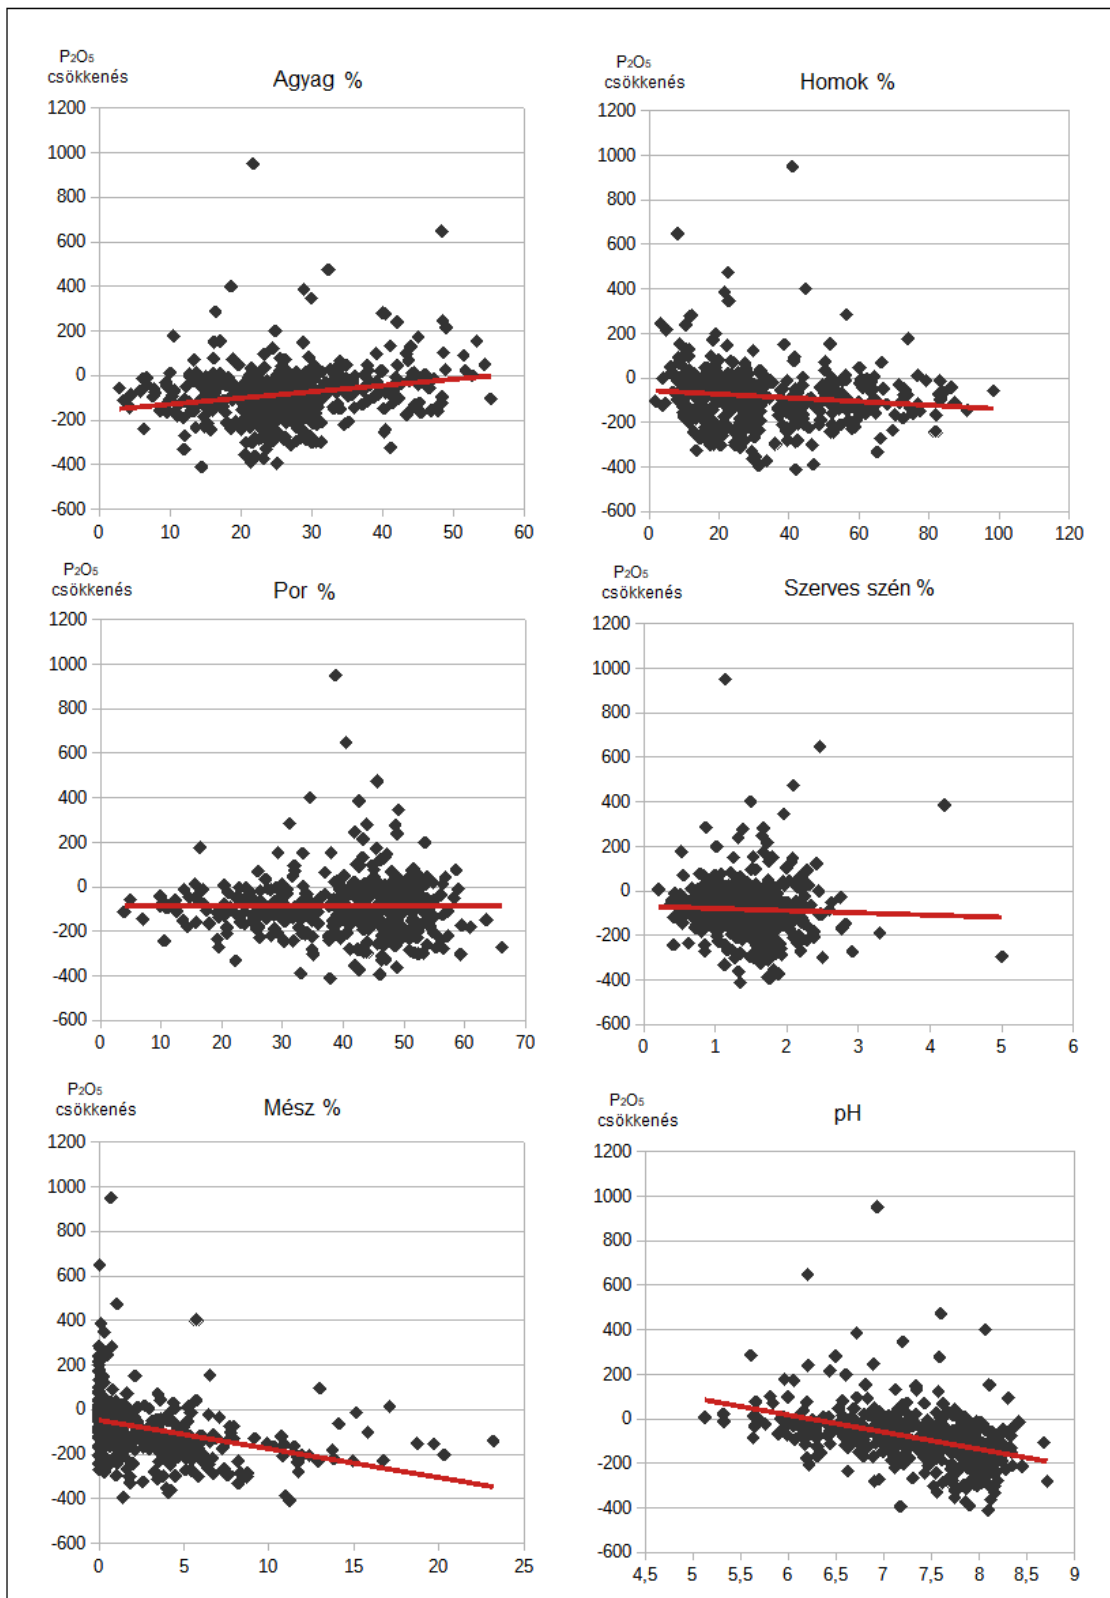 P₂O₅
csökkenés
Agyag %
1200
1000
800
600
400
200
0
-200
-400
-600
0 10 20 30 40 50 60
P₂O₅
csökkenés
Homok %
1200
1000
800
600
400
200
0
-200
-400
-600
0 20 40 60 80 100 120
P₂O₅
csökkenés
Por %
1200
1000
800
600
400
200
0
-200
-400
-600
0 10 20 30 40 50 60 70
P₂O₅
csökkenés
Szerves szén %
1200
1000
800
600
400
200
0
-200
-400
-600
0 1 2 3 4 5 6
P₂O₅
csökkenés
Mész %
1200
1000
800
600
400
200
0
-200
-400
-600
0 5 10 15 20 25
P₂O₅
csökkenés
pH
1200
1000
800
600
400
200
0
-200
-400
-600
4,5 5 5,5 6 6,5 7 7,5 8 8,5 9